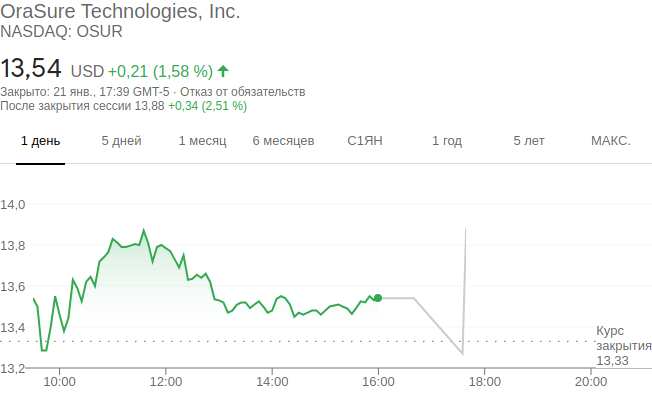 OraSure Technologies, Inc.
NASDAQ: OSUR
13,54 USD +0,21 (1,58 %)
Закрыто: 21 янв., 17:39 GMT-5 · Отказ от обязательств
После закрытия сессии 13,88 +0,34 (2,51 %)
1 день 5 дней 1 месяц 6 месяцев С1ЯН 1 год 5 лет МАКС.
14,0
13,8
13,6
13,4
Курс
закрытия
13,33
13,2
10:00 12:00 14:00 16:00 18:00 20:00